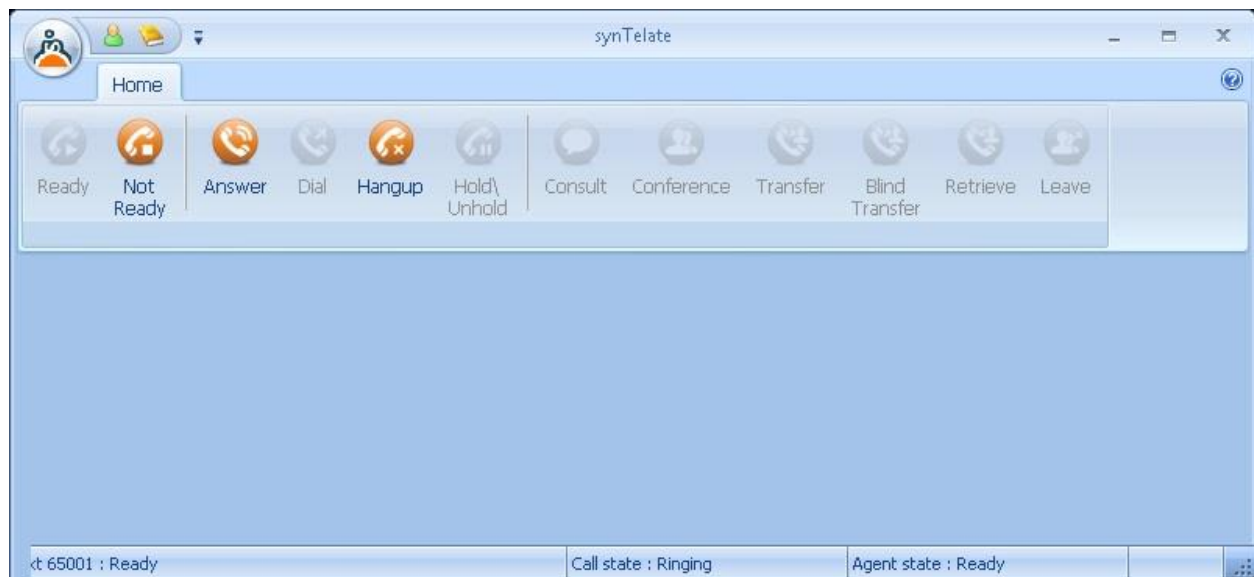 synTelate
Home
Ready
Not
Ready
Answer
Dial
Hangup
Hold\
Unhold
Consult
Conference
Transfer
Blind
Transfer
Retrieve
Leave
65001 : Ready
Call state : Ringing
Agent state : Ready